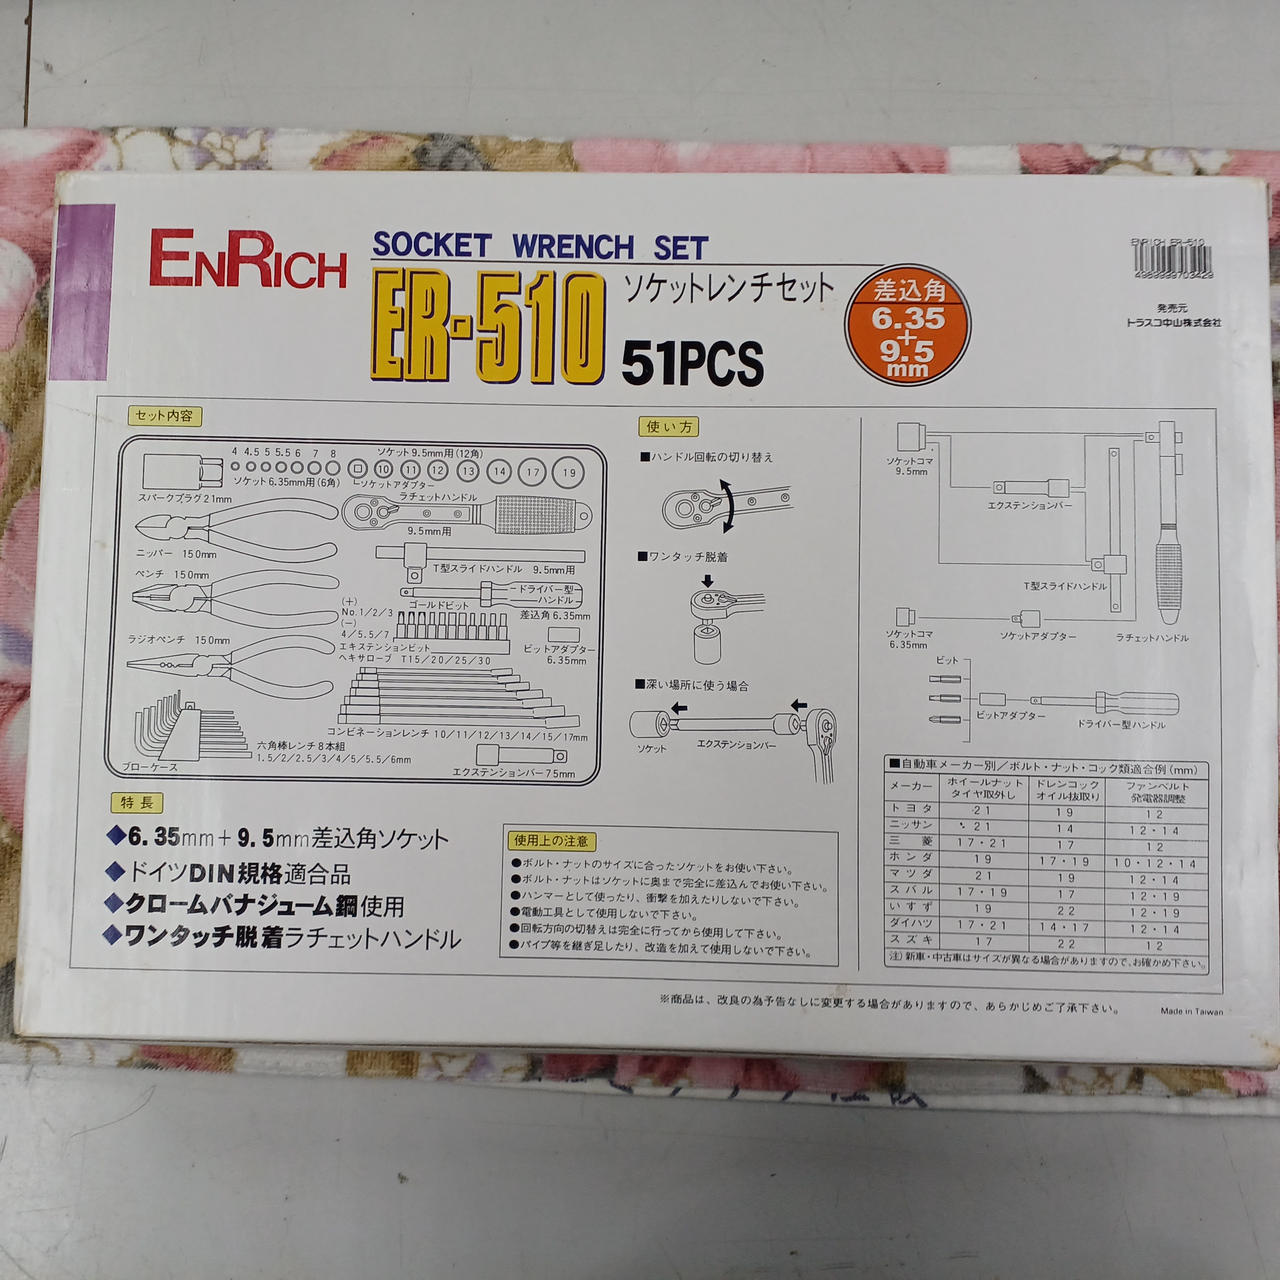 ENRICH
SOCKET WRENCH SET
ER-510
ソケットレンチセット
51PCS
差込角
6.35
+
9.5
mm
ENRICH ER-510
4989999703429
発売元
トラスコ中山株式会社
セット内容
4 4.5 5 5.5 6 7 8
ソケット9.5mm用(12角)
10 11 12 13 14 17 19
ソケット6.35mm用(6角)
ソケットアダプター
スパークプラグ21mm
ラチェットハンドル
9.5mm用
ニッパー 150mm
T型スライドハンドル 9.5mm用
ペンチ 150mm
ドライバー型
ハンドル
差込角6.35mm
ゴールドビット
(+)
No.1/2/3
(−)
4/5.5/7
エキステンションビット
ヘキサローブ T15/20/25/30
ビットアダプター
6.35mm
ラジオペンチ 150mm
コンビネーションレンチ 10/11/12/13/14/15/17mm
六角棒レンチ8本組
1.5/2/2.5/3/4/5/5.5/6mm
ブローケース
エクステンションバー75mm
特長
◆6.35mm+9.5mm差込角ソケット
◆ドイツDIN規格適合品
◆クロームバナジューム鋼使用
◆ワンタッチ脱着ラチェットハンドル
使用上の注意
●ボルト・ナットのサイズに合ったソケットをお使い下さい。
●ボルト・ナットはソケットに奥まで完全に差込んでお使い下さい。
●ハンマーとして使ったり、衝撃を加えたりしないで下さい。
●電動工具として使用しないで下さい。
●回転方向の切替えは完全に行ってから使用して下さい。
●パイプ等を継ぎ足したり、改造を加えて使用しないで下さい。
使い方
■ハンドル回転の切り替え
■ワンタッチ脱着
■深い場所に使う場合
ソケット
エクステンションバー
ソケットコマ
9.5mm
エクステンションバー
T型スライドハンドル
ソケットコマ
6.35mm
ソケットアダプター
ラチェットハンドル
ビット
ビットアダプター
ドライバー型ハンドル
■自動車メーカー別/ボルト・ナット・コック類適合例(mm)
メーカー ホイールナット タイヤ取外し ドレンコック オイル抜取り ファンベルト 発電器調整
トヨタ 21 19 12
ニッサン 21 14 12・14
三菱 17・21 17 12
ホンダ 19 17・19 10・12・14
マツダ 21 19 12・14
スバル 17・19 17 12・19
いすず 19 22 12・19
ダイハツ 17・21 14・17 12・14
スズキ 17 22 12
注)新車・中古車はサイズが異なる場合がありますので、お確かめ下さい。
※商品は、改良の為予告なしに変更する場合がありますので、あらかじめご了承下さい。
Made in Taiwan